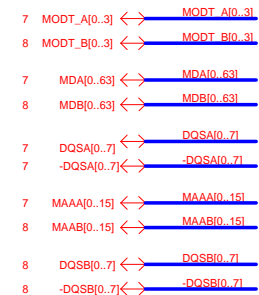 7 MODT_A[0..3] MODT_A[0..3]
8 MODT_B[0..3] MODT_B[0..3]
7 MDA[0..63] MDA[0..63]
8 MDB[0..63] MDB[0..63]
7 DQSA[0..7] DQSA[0..7]
7 -DQSA[0..7] -DQSA[0..7]
7 MAAA[0..15] MAAA[0..15]
8 MAAB[0..15] MAAB[0..15]
8 DQSB[0..7] DQSB[0..7]
8 -DQSB[0..7] -DQSB[0..7]